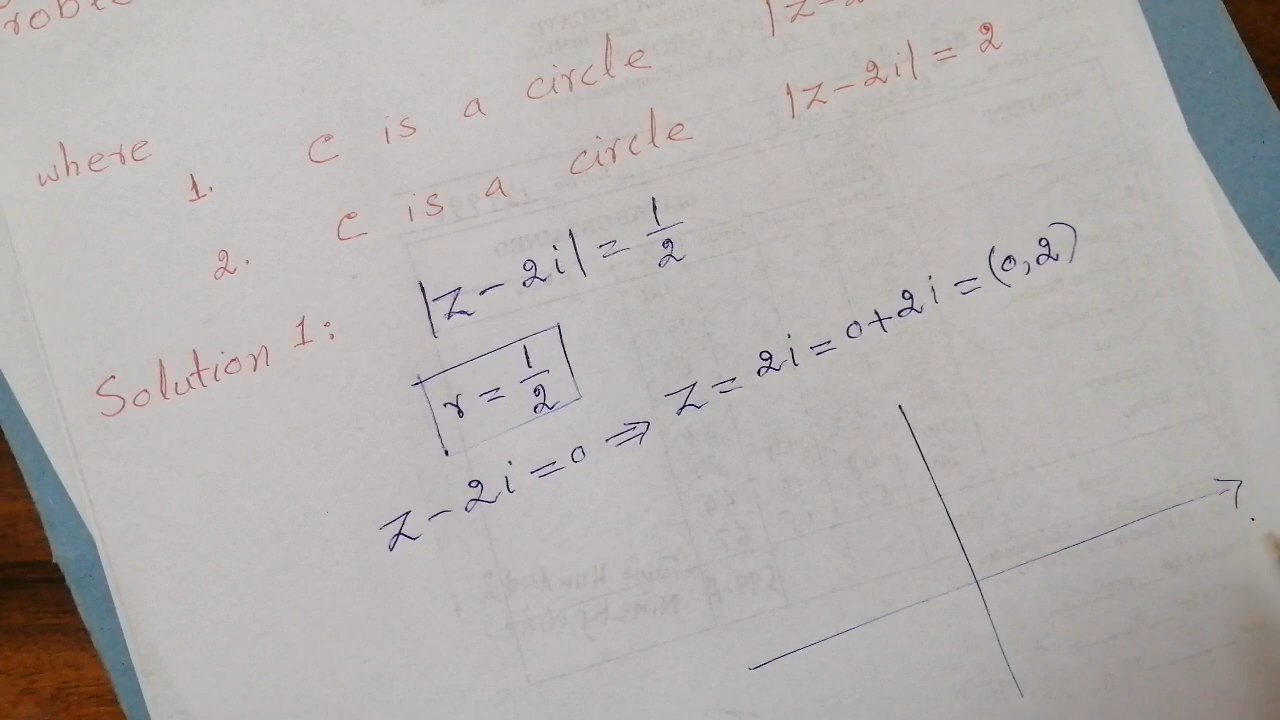 |z-2
where 1. C is a circle
2. C is a circle |z-2i| = 2
Solution 1: |z-2i| = 1/2
r = 1/2
z-2i=0 ⇒ z = 2i = 0+2i = (0,2)